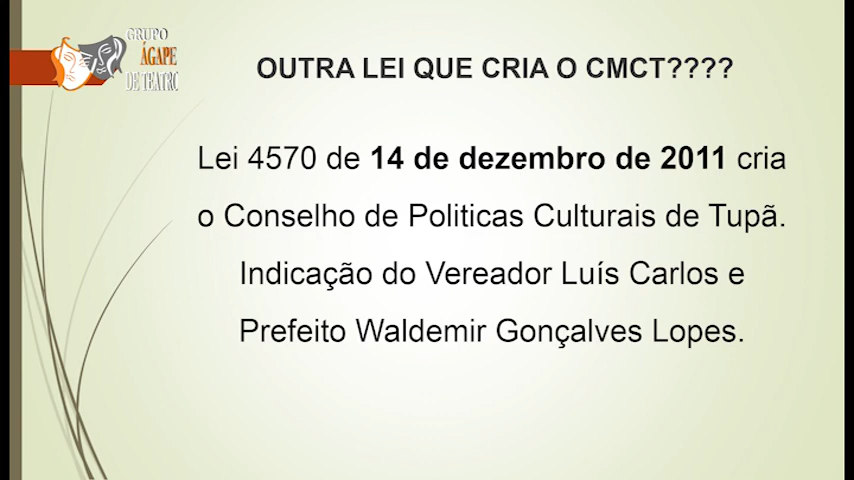 GRUPO
ÁGAPE
DE TEATRO
OUTRA LEI QUE CRIA O CMCT????
Lei 4570 de 14 de dezembro de 2011 cria
o Conselho de Politicas Culturais de Tupã.
Indicação do Vereador Luís Carlos e
Prefeito Waldemir Gonçalves Lopes.